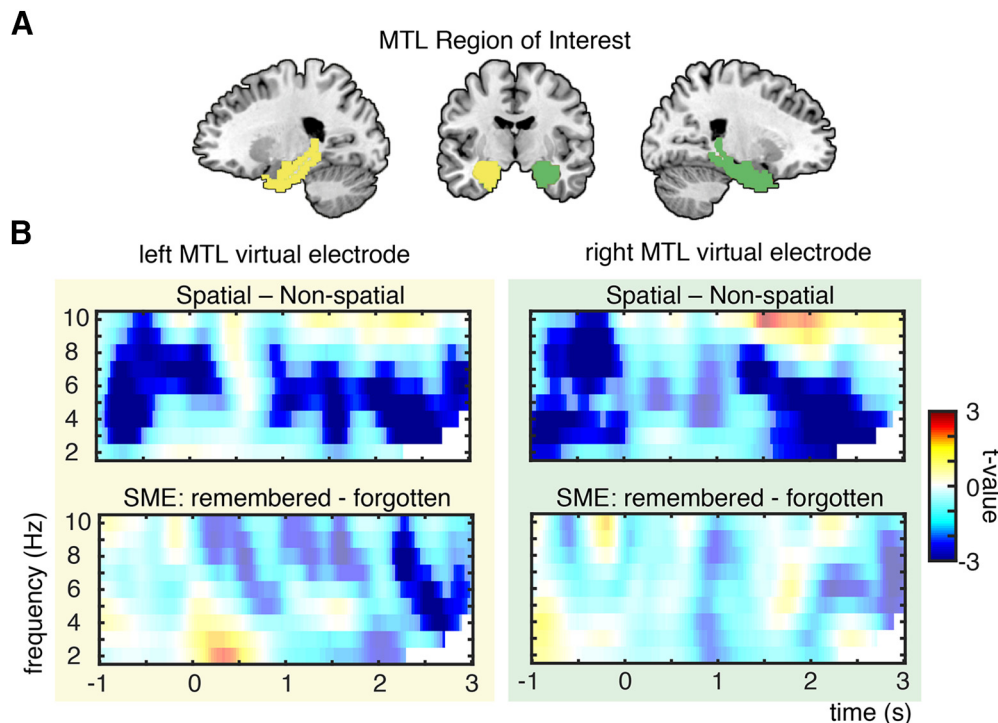 A
MTL Region of Interest
B
left MTL virtual electrode
right MTL virtual electrode
Spatial – Non-spatial
Spatial – Non-spatial
10
8
6
4
2
SME: remembered - forgotten
SME: remembered - forgotten
10
8
6
4
2
frequency (Hz)
-1 0 1 2 3
-1 0 1 2 3
time (s)
3
0
-3
t-value